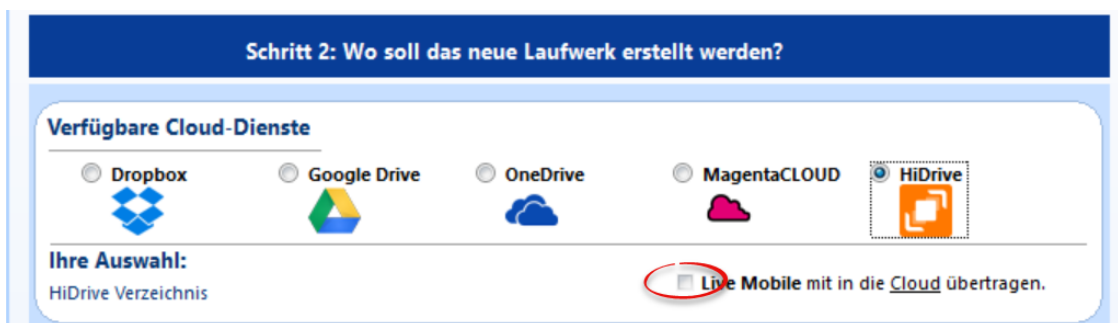 Schritt 2: Wo soll das neue Laufwerk erstellt werden?
Verfügbare Cloud-Dienste
Dropbox Google Drive OneDrive MagentaCLOUD HiDrive
Ihre Auswahl:
Live Mobile mit in die Cloud übertragen.
HiDrive Verzeichnis